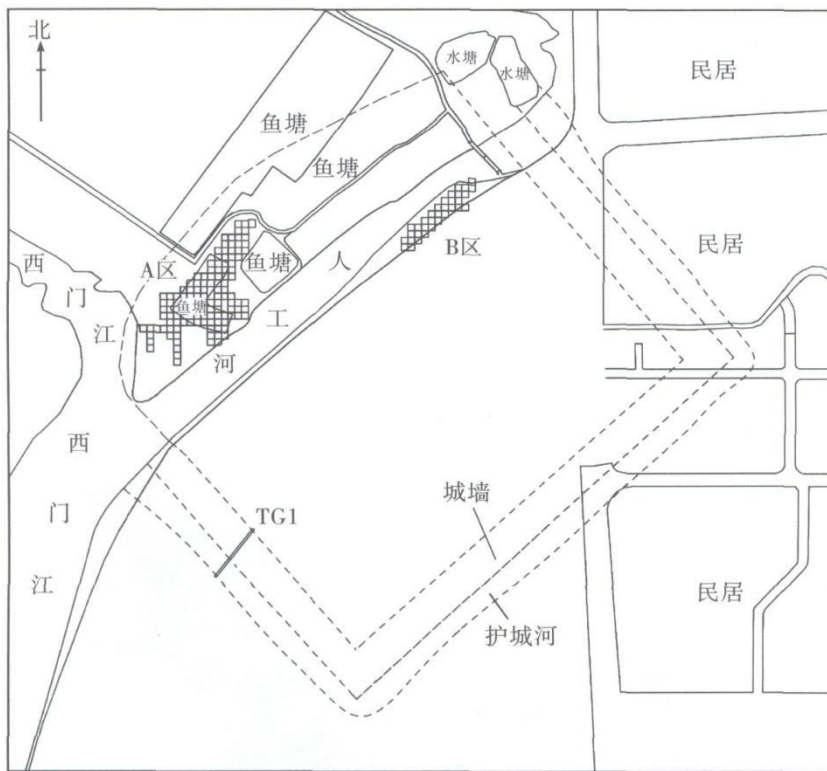 北
水塘
水塘
民居
鱼塘
鱼塘
民居
B区
A区
鱼塘
人
工
河
鱼塘
西
门
江
西
门
江
TG1
城墙
护城河
民居